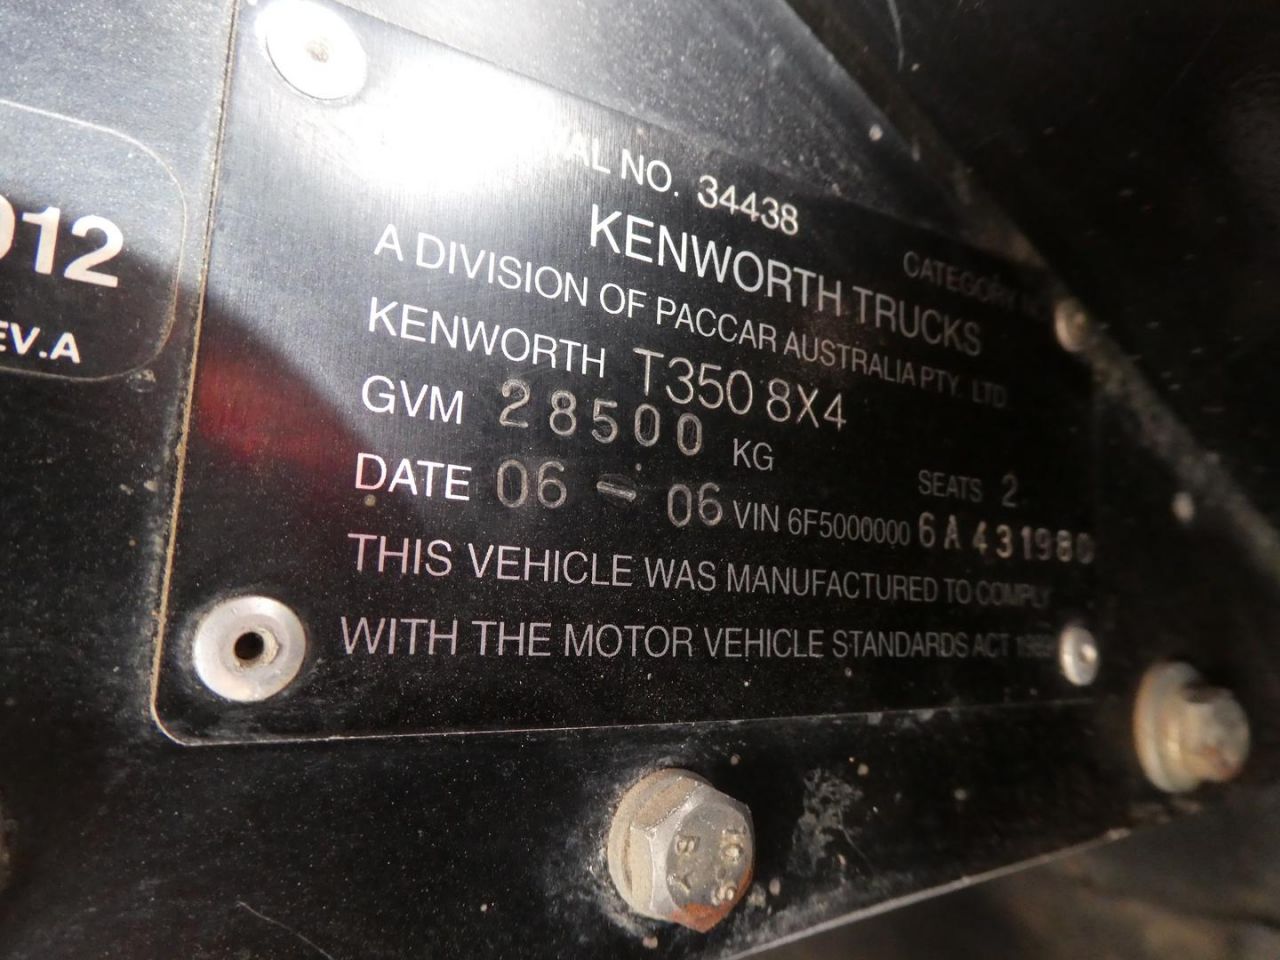 012
EV.A
AL NO. 34438
KENWORTH TRUCKS
CATEGORY
A DIVISION OF PACCAR AUSTRALIA PTY. LTD.
KENWORTH T350 8X4
GVM 28500 KG
SEATS 2
DATE 06 - 06 VIN 6F5000000 6A431980
THIS VEHICLE WAS MANUFACTURED TO COMPLY
WITH THE MOTOR VEHICLE STANDARDS ACT
10.9
BY